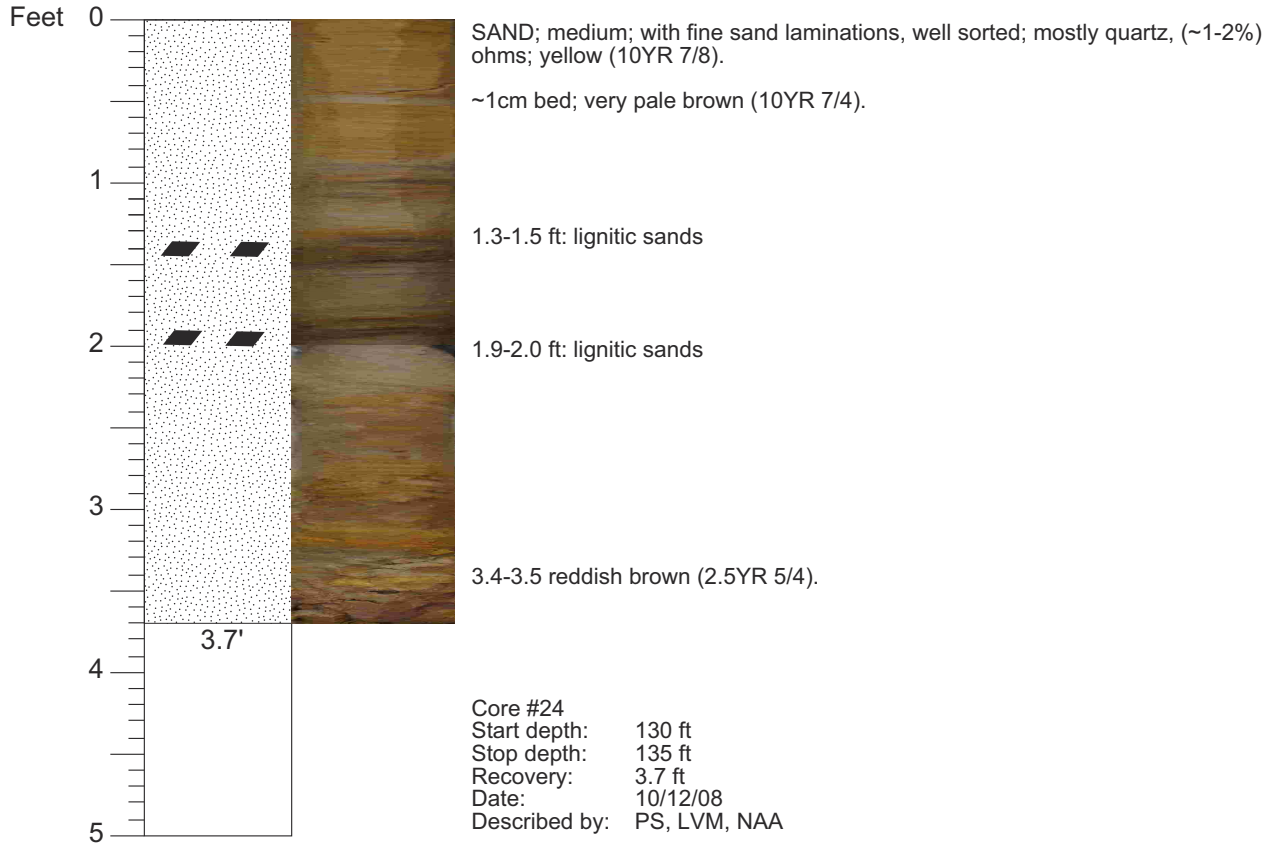 Feet 0
SAND; medium; with fine sand laminations, well sorted; mostly quartz, (~1-2%)
ohms; yellow (10YR 7/8).
~1cm bed; very pale brown (10YR 7/4).
1
1.3-1.5 ft: lignitic sands
2
1.9-2.0 ft: lignitic sands
3
3.4-3.5 reddish brown (2.5YR 5/4).
3.7'
4
Core #24
Start depth: 130 ft
Stop depth: 135 ft
Recovery: 3.7 ft
Date: 10/12/08
Described by: PS, LVM, NAA
5